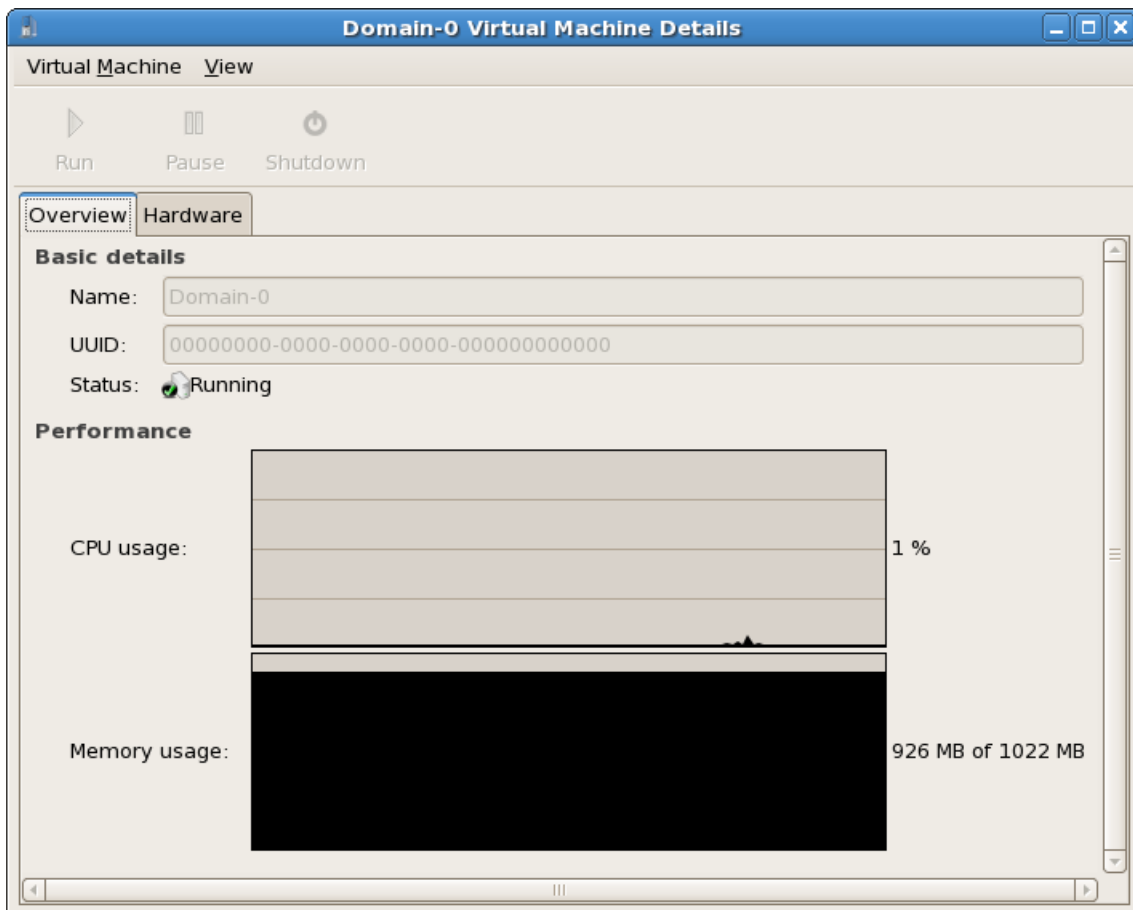 Domain-0 Virtual Machine Details
Virtual Machine View
Run Pause Shutdown
Overview Hardware
Basic details
Name: Domain-0
UUID: 00000000-0000-0000-0000-000000000000
Status: Running
Performance
CPU usage: 1 %
Memory usage: 926 MB of 1022 MB